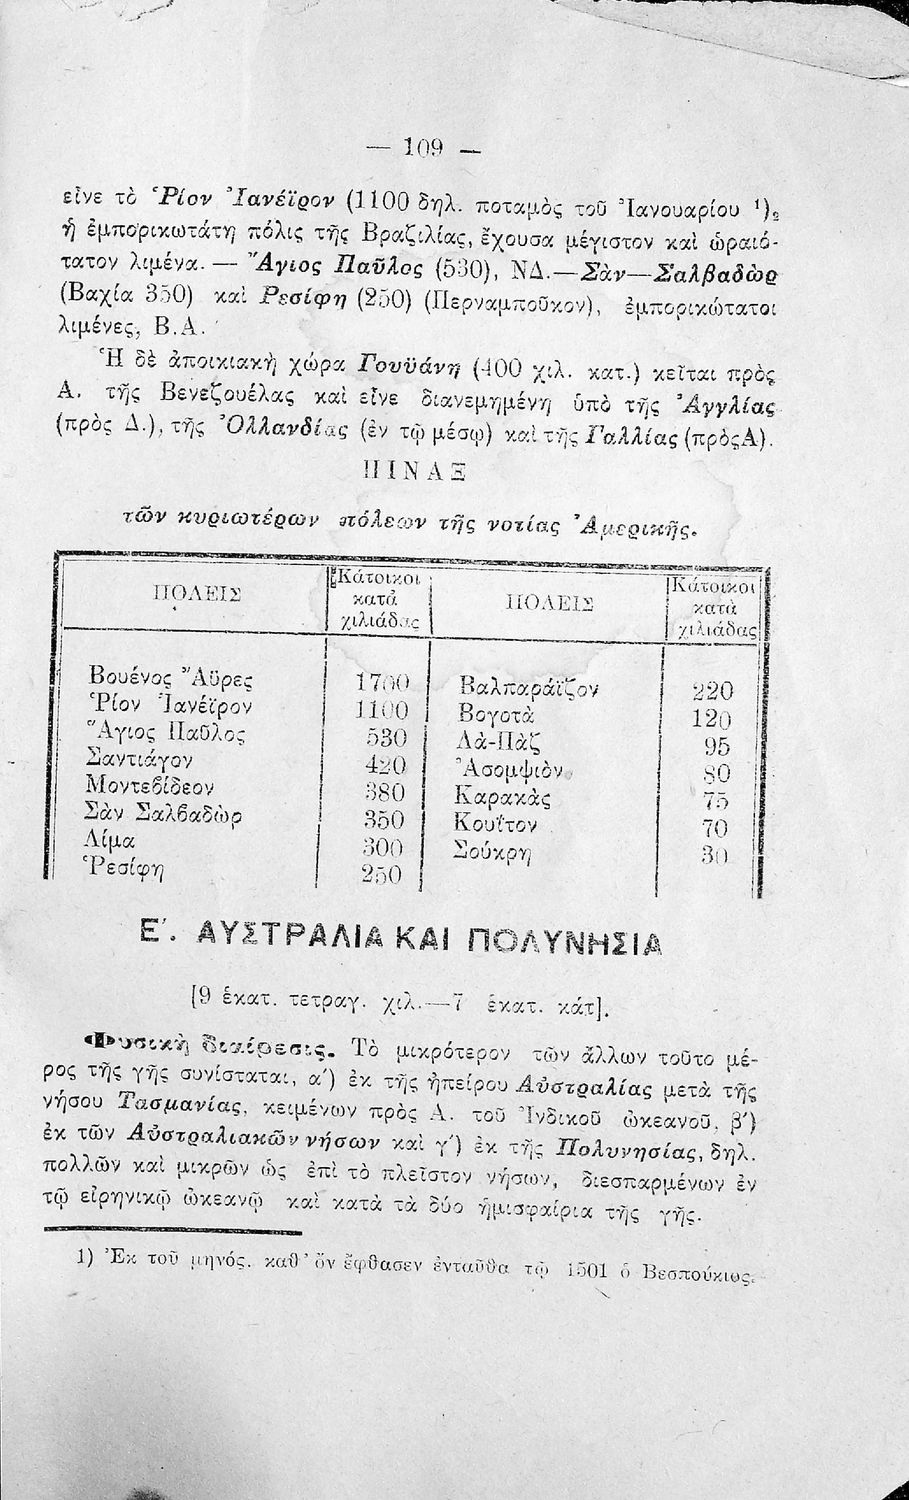 — 109 —
εἶνε τὸ Ῥίον Ἰανέϊρον (1100 δηλ. ποταμὸς τοῦ Ἰανουαρίου ¹),
ἡ ἐμπορικωτάτη πόλις τῆς Βραζιλίας, ἔχουσα μέγιστον καὶ ὡραιό-
τατον λιμένα. — Ἅγιος Παῦλος (530), ΝΔ.—Σὰν—Σαλβαδὼρ
(Βαχία 350) καὶ Ρεσίφη (250) (Περναμποῦκον), ἐμπορικώτατοι
λιμένες, Β.Α.
Ἡ δὲ ἀποικιακὴ χώρα Γουϋάνη (400 χιλ. κατ.) κεῖται πρὸς
Α. τῆς Βενεζουέλας καὶ εἶνε διανεμημένη ὑπὸ τῆς Ἀγγλίας
(πρὸς Δ.), τῆς Ὀλλανδίας (ἐν τῷ μέσῳ) καὶ τῆς Γαλλίας (πρὸςΑ).
ΠΙΝΑΞ
τῶν κυριωτέρων πόλεων τῆς νοτίας Ἀμερικῆς.
ΠΟΛΕΙΣ
Κάτοικοι
κατὰ
χιλιάδας
ΠΟΛΕΙΣ
Κάτοικοι
κατὰ
χιλιάδας
Βουένος Ἄϋρες 1700 Βαλπαράϊζον 220
Ῥίον Ἰανέϊρον 1100 Βογοτὰ 120
Ἅγιος Παῦλος 530 Λὰ-Πὰζ 95
Σαντιάγον 420 Ἀσομψιὸν 80
Μοντεβίδεον 380 Καρακὰς 75
Σὰν Σαλβαδὼρ 350 Κουΐτον 70
Λίμα 300 Σούκρη 30
Ῥεσίφη 250
Ε΄. ΑΥΣΤΡΑΛΙΑ ΚΑΙ ΠΟΛΥΝΗΣΙΑ
[9 ἑκατ. τετραγ. χιλ.—7 ἑκατ. κάτ].
Φυσικὴ διαίρεσις. Τὸ μικρότερον τῶν ἄλλων τοῦτο μέ-
ρος τῆς γῆς συνίσταται, α΄) ἐκ τῆς ἠπείρου Αὐστραλίας μετὰ τῆς
νήσου Τασμανίας, κειμένων πρὸς Α. τοῦ Ἰνδικοῦ ὠκεανοῦ, β΄)
ἐκ τῶν Αὐστραλιακῶν νήσων καὶ γ΄) ἐκ τῆς Πολυνησίας, δηλ.
πολλῶν καὶ μικρῶν ὡς ἐπὶ τὸ πλεῖστον νήσων, διεσπαρμένων ἐν
τῷ εἰρηνικῷ ὠκεανῷ καὶ κατὰ τὰ δύο ἡμισφαίρια τῆς γῆς.
1) Ἐκ τοῦ μηνός, καθ' ὃν ἔφθασεν ἐνταῦθα τῷ 1501 ὁ Βεσπούκιος.